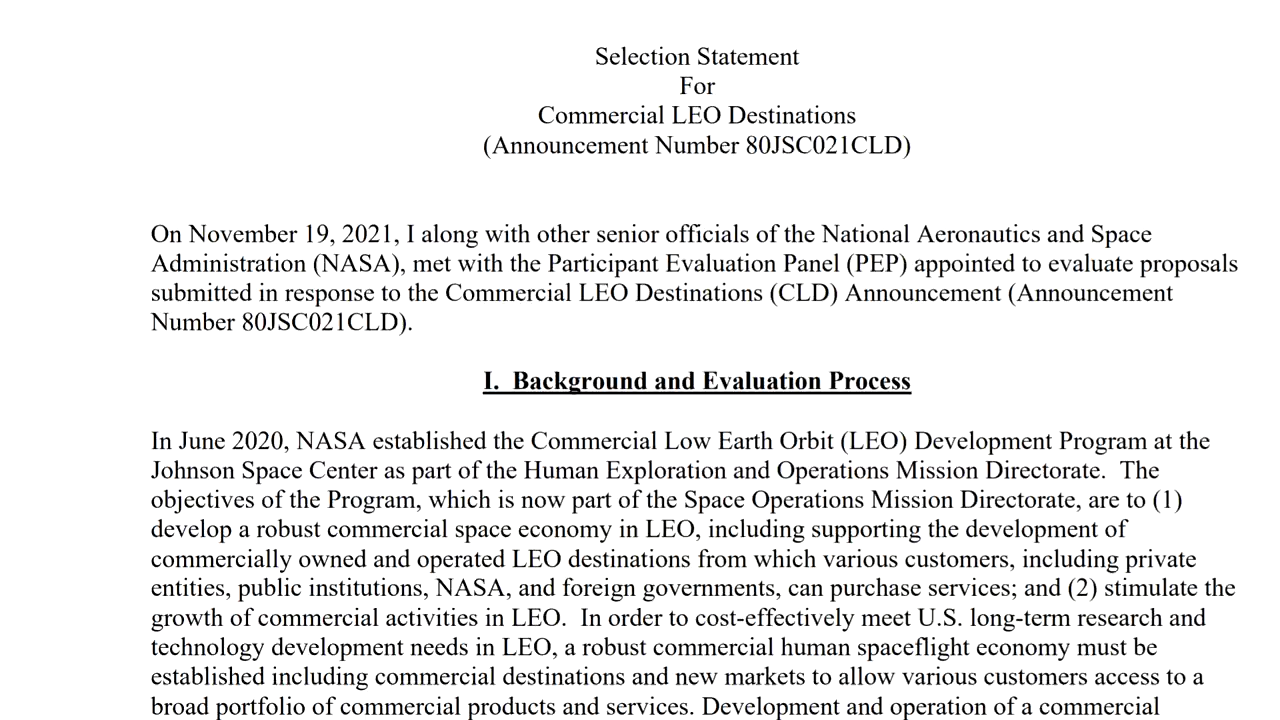 Selection Statement
For
Commercial LEO Destinations
(Announcement Number 80JSC021CLD)
On November 19, 2021, I along with other senior officials of the National Aeronautics and Space
Administration (NASA), met with the Participant Evaluation Panel (PEP) appointed to evaluate proposals
submitted in response to the Commercial LEO Destinations (CLD) Announcement (Announcement
Number 80JSC021CLD).
I. Background and Evaluation Process
In June 2020, NASA established the Commercial Low Earth Orbit (LEO) Development Program at the
Johnson Space Center as part of the Human Exploration and Operations Mission Directorate. The
objectives of the Program, which is now part of the Space Operations Mission Directorate, are to (1)
develop a robust commercial space economy in LEO, including supporting the development of
commercially owned and operated LEO destinations from which various customers, including private
entities, public institutions, NASA, and foreign governments, can purchase services; and (2) stimulate the
growth of commercial activities in LEO. In order to cost-effectively meet U.S. long-term research and
technology development needs in LEO, a robust commercial human spaceflight economy must be
established including commercial destinations and new markets to allow various customers access to a
broad portfolio of commercial products and services. Development and operation of a commercial